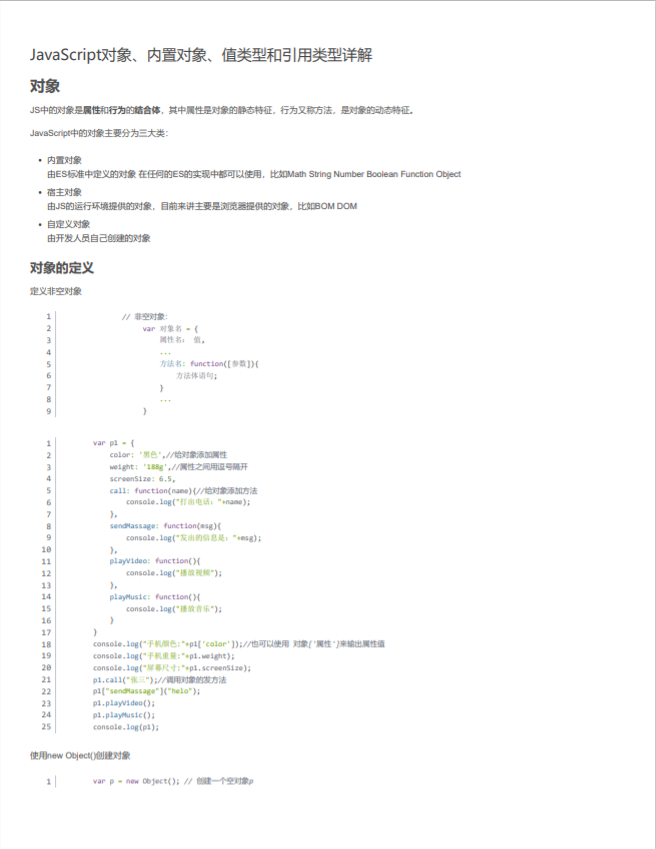 JavaScript对象、内置对象、值类型和引用类型详解
对象
JS中的对象是属性和行为的结合体，其中属性是对象的静态特征，行为又称方法，是对象的动态特征。
JavaScript中的对象主要分为三大类：
• 内置对象
由ES标准中定义的对象 在任何的ES的实现中都可以使用，比如Math String Number Boolean Function Object
• 宿主对象
由JS的运行环境提供的对象，目前来讲主要是浏览器提供的对象，比如BOM DOM
• 自定义对象
由开发人员自己创建的对象
对象的定义
定义非空对象
1 // 非空对象：
2 var 对象名 = {
3 属性名： 值,
4 ...
5 方法名: function([参数]){
6 方法体语句;
7 }
8 ...
9 }
1 var p1 = {
2 color: '黑色',//给对象添加属性
3 weight: '188g',//属性之间用逗号隔开
4 screenSize: 6.5,
5 call: function(name){//给对象添加方法
6 console.log("打出电话："+name);
7 },
8 sendMassage: function(msg){
9 console.log("发出的信息是："+msg);
10 },
11 playVideo: function(){
12 console.log("播放视频");
13 },
14 playMusic: function(){
15 console.log("播放音乐");
16 }
17 }
18 console.log("手机颜色:"+p1['color']);//也可以使用 对象['属性']来输出属性值
19 console.log("手机重量:"+p1.weight);
20 console.log("屏幕尺寸:"+p1.screenSize);
21 p1.call("张三");//调用对象的发方法
22 p1["sendMassage"]("helo");
23 p1.playVideo();
24 p1.playMusic();
25 console.log(p1);
使用new Object()创建对象
1 var p = new Object(); // 创建一个空对象p